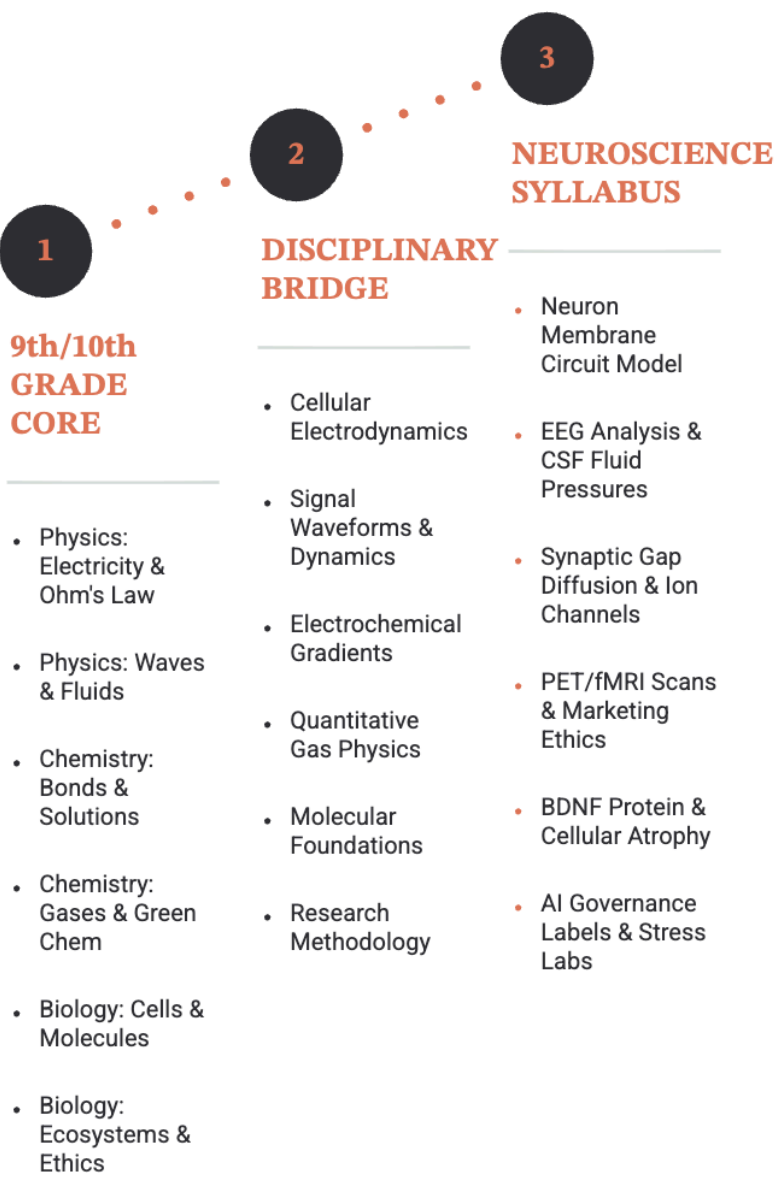 1
9th/10th
GRADE
CORE
• Physics:
Electricity &
Ohm's Law
• Physics: Waves
& Fluids
• Chemistry:
Bonds &
Solutions
• Chemistry:
Gases & Green
Chem
• Biology: Cells &
Molecules
• Biology:
Ecosystems &
Ethics
2
DISCIPLINARY
BRIDGE
• Cellular
Electrodynamics
• Signal
Waveforms &
Dynamics
• Electrochemical
Gradients
• Quantitative
Gas Physics
• Molecular
Foundations
• Research
Methodology
3
NEUROSCIENCE
SYLLABUS
• Neuron
Membrane
Circuit Model
• EEG Analysis &
CSF Fluid
Pressures
• Synaptic Gap
Diffusion & Ion
Channels
• PET/fMRI Scans
& Marketing
Ethics
• BDNF Protein &
Cellular Atrophy
• AI Governance
Labels & Stress
Labs